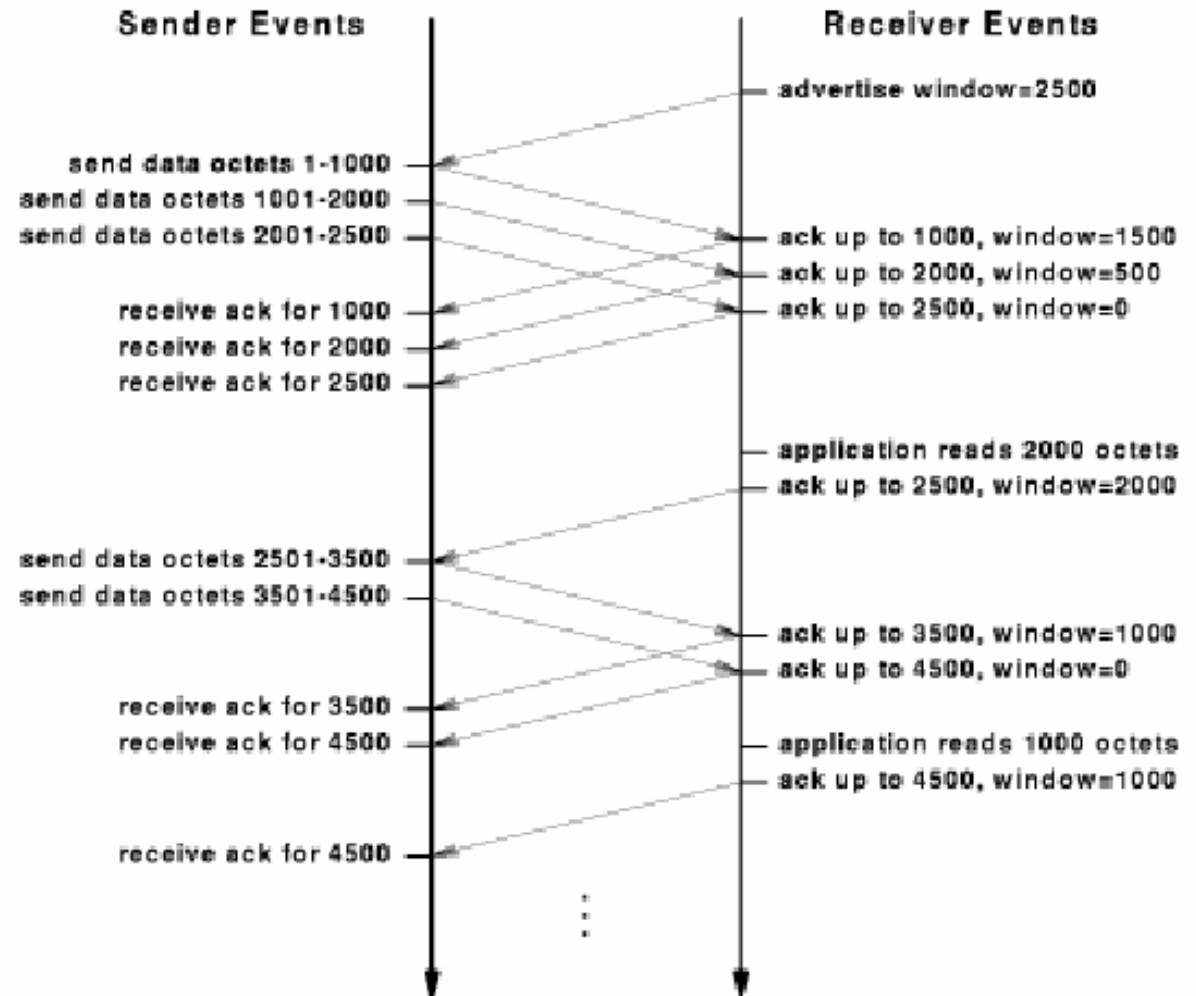 Sender Events
Receiver Events
advertise window=2500
send data octets 1-1000
send data octets 1001-2000
send data octets 2001-2500
ack up to 1000, window=1500
ack up to 2000, window=500
ack up to 2500, window=0
receive ack for 1000
receive ack for 2000
receive ack for 2500
application reads 2000 octets
ack up to 2500, window=2000
send data octets 2501-3500
send data octets 3501-4500
ack up to 3500, window=1000
ack up to 4500, window=0
receive ack for 3500
receive ack for 4500
application reads 1000 octets
ack up to 4500, window=1000
receive ack for 4500